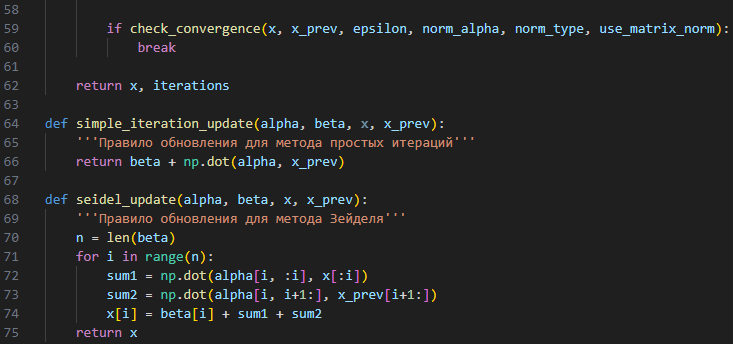 58
59 if check_convergence(x, x_prev, epsilon, norm_alpha, norm_type, use_matrix_norm):
60 break
61
62 return x, iterations
63
64 def simple_iteration_update(alpha, beta, x, x_prev):
65 '''Правило обновления для метода простых итераций'''
66 return beta + np.dot(alpha, x_prev)
67
68 def seidel_update(alpha, beta, x, x_prev):
69 '''Правило обновления для метода Зейделя'''
70 n = len(beta)
71 for i in range(n):
72 sum1 = np.dot(alpha[i, :i], x[:i])
73 sum2 = np.dot(alpha[i, i+1:], x_prev[i+1:])
74 x[i] = beta[i] + sum1 + sum2
75 return x